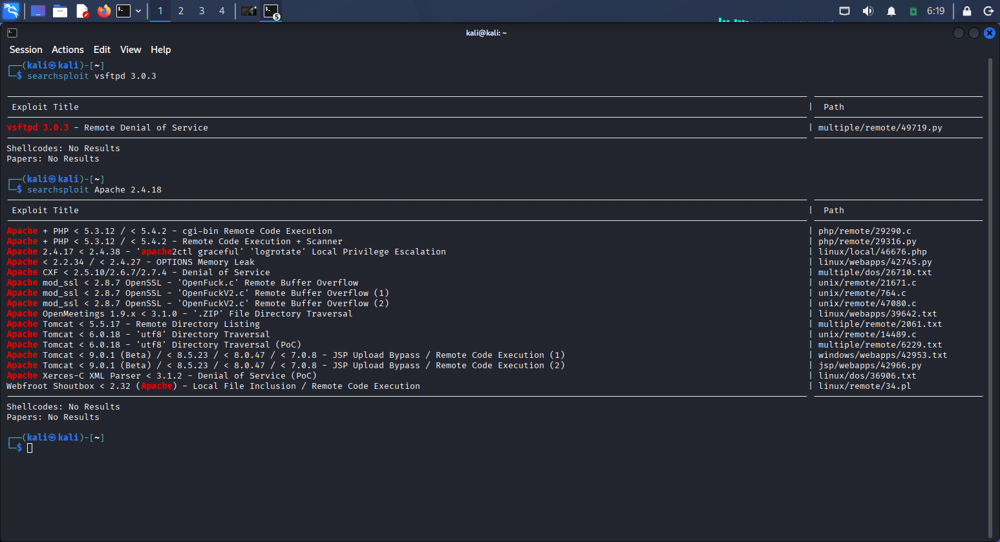 1 2 3 4 5 6:19
kali@kali: ~
Session Actions Edit View Help
┌──(kali㉿kali)-[~]
└─$ searchsploit vsftpd 3.0.3
Exploit Title | Path
vsftpd 3.0.3 - Remote Denial of Service | multiple/remote/49719.py
Shellcodes: No Results
Papers: No Results
┌──(kali㉿kali)-[~]
└─$ searchsploit Apache 2.4.18
Exploit Title | Path
Apache + PHP < 5.3.12 / < 5.4.2 - cgi-bin Remote Code Execution | php/remote/29290.c
Apache + PHP < 5.3.12 / < 5.4.2 - Remote Code Execution + Scanner | php/remote/29316.py
Apache 2.4.17 < 2.4.38 - 'apache2ctl graceful' 'logrotate' Local Privilege Escalation | linux/local/46676.php
Apache < 2.2.34 / < 2.4.27 - OPTIONS Memory Leak | linux/webapps/42745.py
Apache CXF < 2.5.10/2.6.7/2.7.4 - Denial of Service | multiple/dos/26710.txt
Apache mod_ssl < 2.8.7 OpenSSL - 'OpenFuck.c' Remote Buffer Overflow | unix/remote/21671.c
Apache mod_ssl < 2.8.7 OpenSSL - 'OpenFuckV2.c' Remote Buffer Overflow (1) | unix/remote/764.c
Apache mod_ssl < 2.8.7 OpenSSL - 'OpenFuckV2.c' Remote Buffer Overflow (2) | unix/remote/47080.c
Apache OpenMeetings 1.9.x < 3.1.0 - '.ZIP' File Directory Traversal | linux/webapps/39642.txt
Apache Tomcat < 5.5.17 - Remote Directory Listing | multiple/remote/2061.txt
Apache Tomcat < 6.0.18 - 'utf8' Directory Traversal | unix/remote/14489.c
Apache Tomcat < 6.0.18 - 'utf8' Directory Traversal (PoC) | multiple/remote/6229.txt
Apache Tomcat < 9.0.1 (Beta) / < 8.5.23 / < 8.0.47 / < 7.0.8 - JSP Upload Bypass / Remote Code Execution (1) | windows/webapps/42953.txt
Apache Tomcat < 9.0.1 (Beta) / < 8.5.23 / < 8.0.47 / < 7.0.8 - JSP Upload Bypass / Remote Code Execution (2) | jsp/webapps/42966.py
Apache Xerces-C XML Parser < 3.1.2 - Denial of Service (PoC) | linux/dos/36906.txt
Webfroot Shoutbox < 2.32 (Apache) - Local File Inclusion / Remote Code Execution | linux/remote/34.pl
Shellcodes: No Results
Papers: No Results
┌──(kali㉿kali)-[~]
└─$